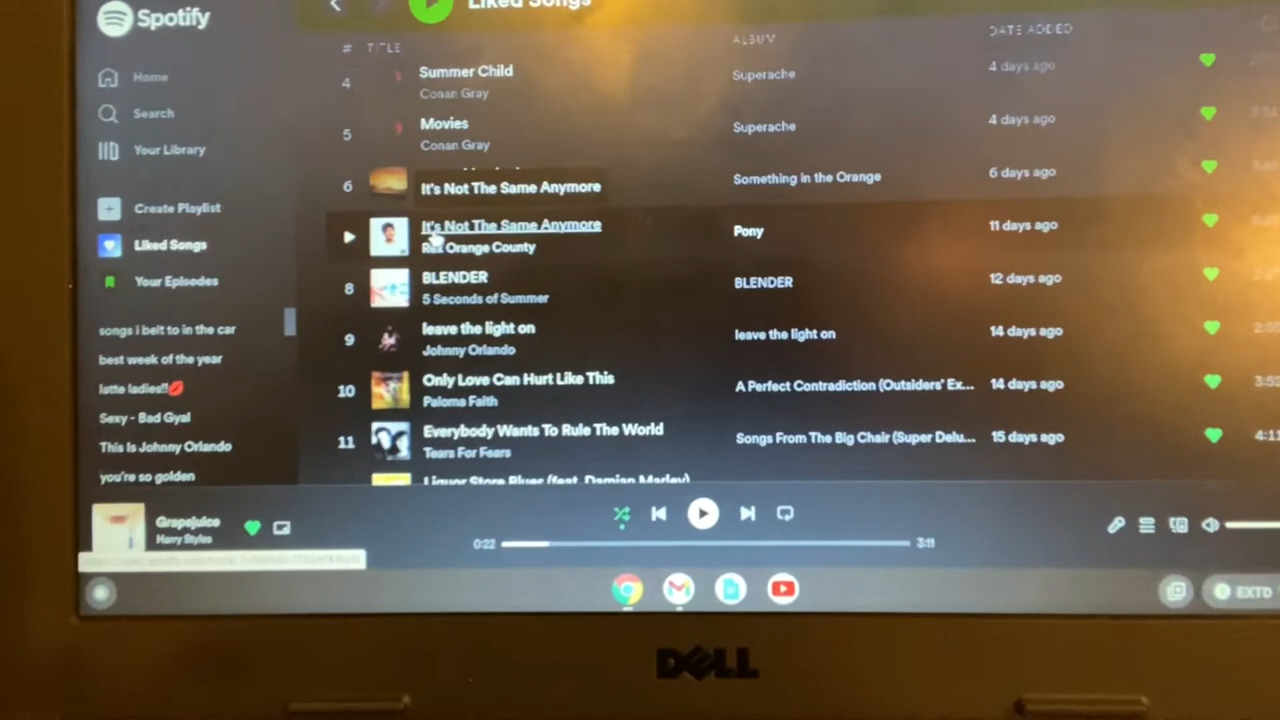 Spotify
Home
Search
Your Library
Create Playlist
Liked Songs
Your Episodes
songs i belt to in the car
best week of the year
latte ladies!!💋
Sexy - Bad Gyal
This Is Johnny Orlando
you're so golden
Liked Songs
# TITLE ALBUM DATE ADDED
4 Summer Child Superache 4 days ago
Conan Gray
5 Movies Superache 4 days ago
Conan Gray
6 It's Not The Same Anymore Something in the Orange 6 days ago
It's Not The Same Anymore Pony 11 days ago
Rex Orange County
8 BLENDER BLENDER 12 days ago
5 Seconds of Summer
9 leave the light on leave the light on 14 days ago
Johnny Orlando
10 Only Love Can Hurt Like This A Perfect Contradiction (Outsiders' Ex... 14 days ago 3:52
Paloma Faith
11 Everybody Wants To Rule The World Songs From The Big Chair (Super Delu... 15 days ago 4:11
Tears For Fears
Liquor Store Blues (feat. Damian Marley)
Grapejuice
Harry Styles
0:22 3:11
EXTD
DELL